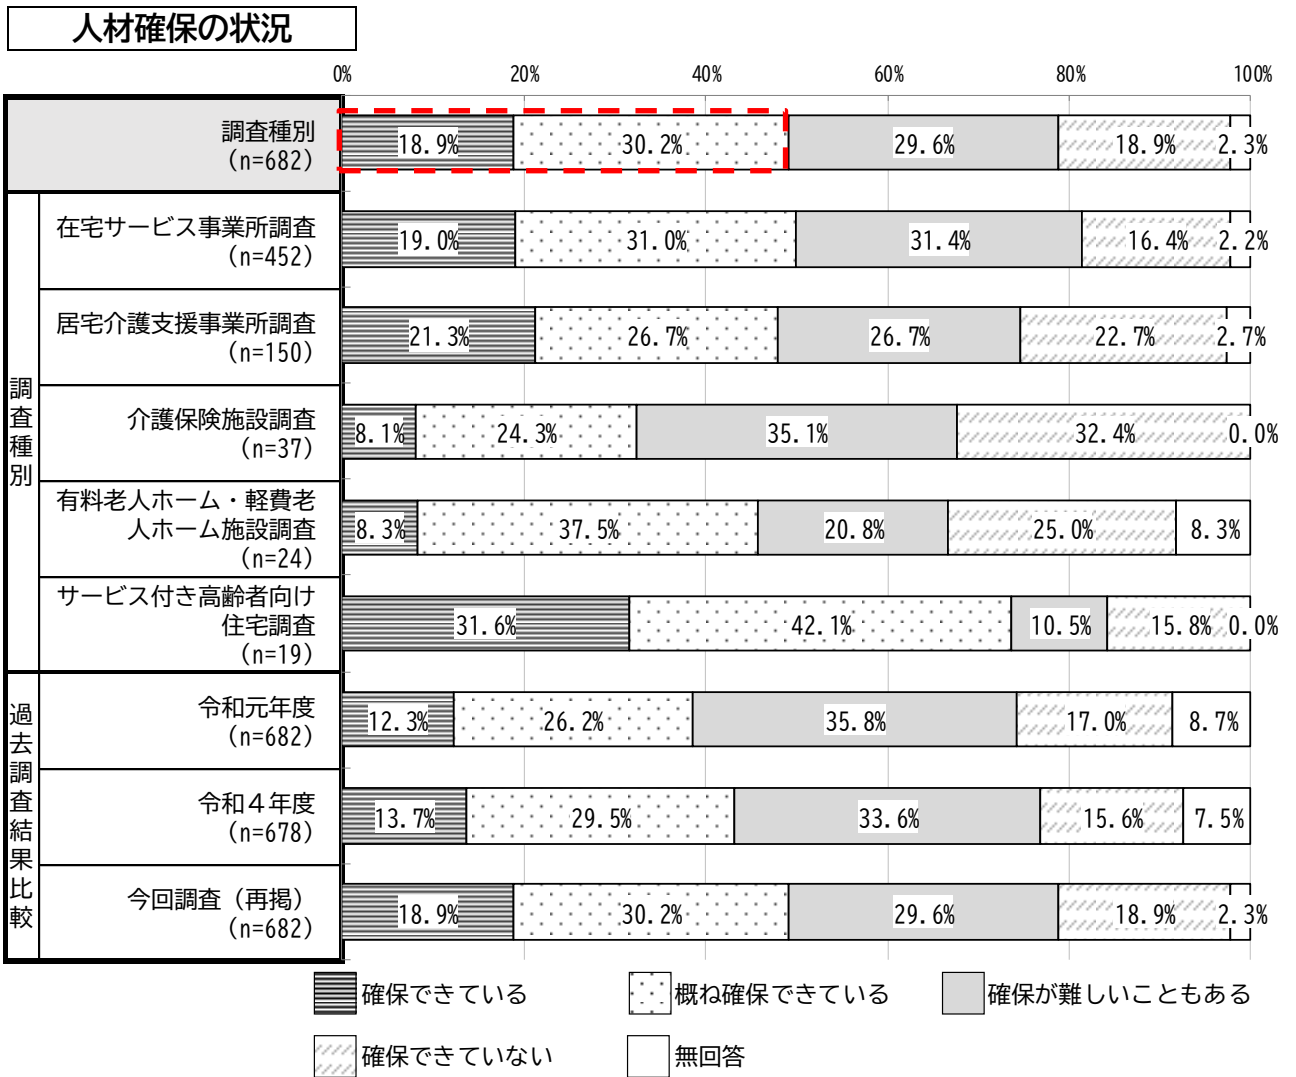 人材確保の状況
0% 20% 40% 60% 80% 100%
調査種別
(n=682)
18.9% 30.2% 29.6% 18.9% 2.3%
調査種別
在宅サービス事業所調査
(n=452)
19.0% 31.0% 31.4% 16.4% 2.2%
居宅介護支援事業所調査
(n=150)
21.3% 26.7% 26.7% 22.7% 2.7%
介護保険施設調査
(n=37)
8.1% 24.3% 35.1% 32.4% 0.0%
有料老人ホーム・軽費老
人ホーム施設調査
(n=24)
8.3% 37.5% 20.8% 25.0% 8.3%
サービス付き高齢者向け
住宅調査
(n=19)
31.6% 42.1% 10.5% 15.8% 0.0%
過去調査結果比較
令和元年度
(n=682)
12.3% 26.2% 35.8% 17.0% 8.7%
令和４年度
(n=678)
13.7% 29.5% 33.6% 15.6% 7.5%
今回調査（再掲）
(n=682)
18.9% 30.2% 29.6% 18.9% 2.3%
確保できている 概ね確保できている 確保が難しいこともある
確保できていない 無回答